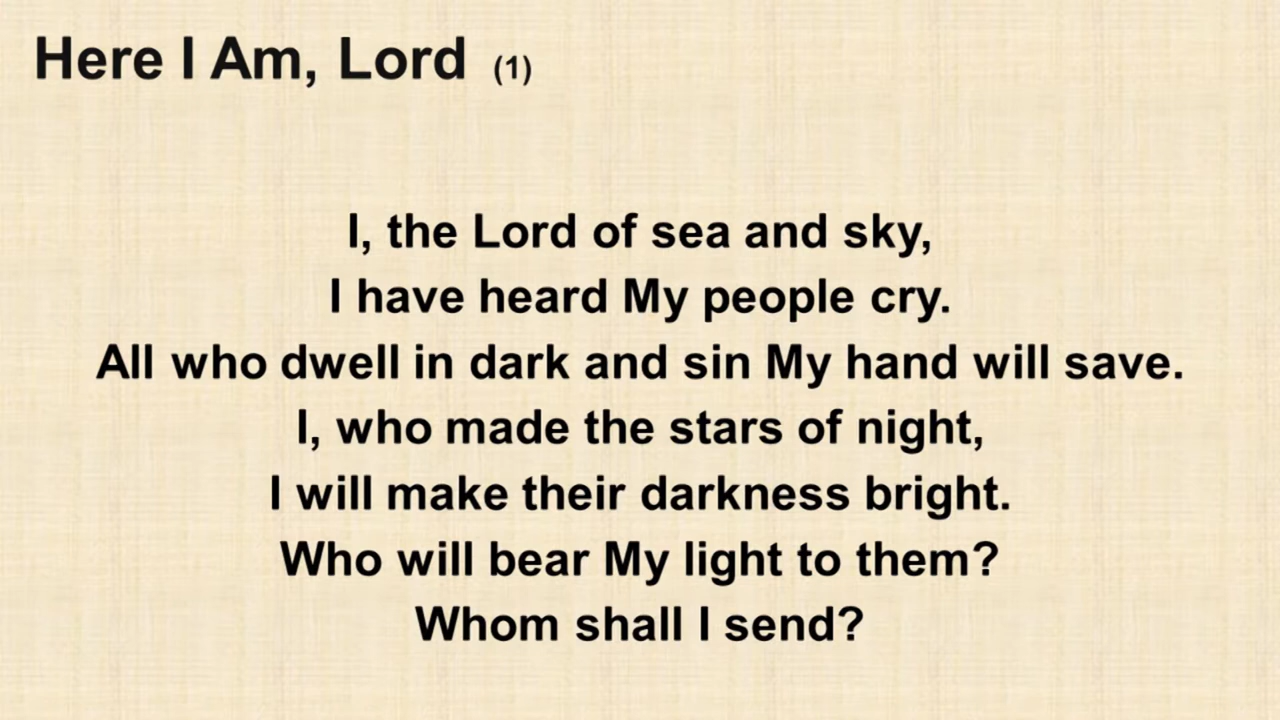 Here I Am, Lord (1)
I, the Lord of sea and sky,
I have heard My people cry.
All who dwell in dark and sin My hand will save.
I, who made the stars of night,
I will make their darkness bright.
Who will bear My light to them?
Whom shall I send?